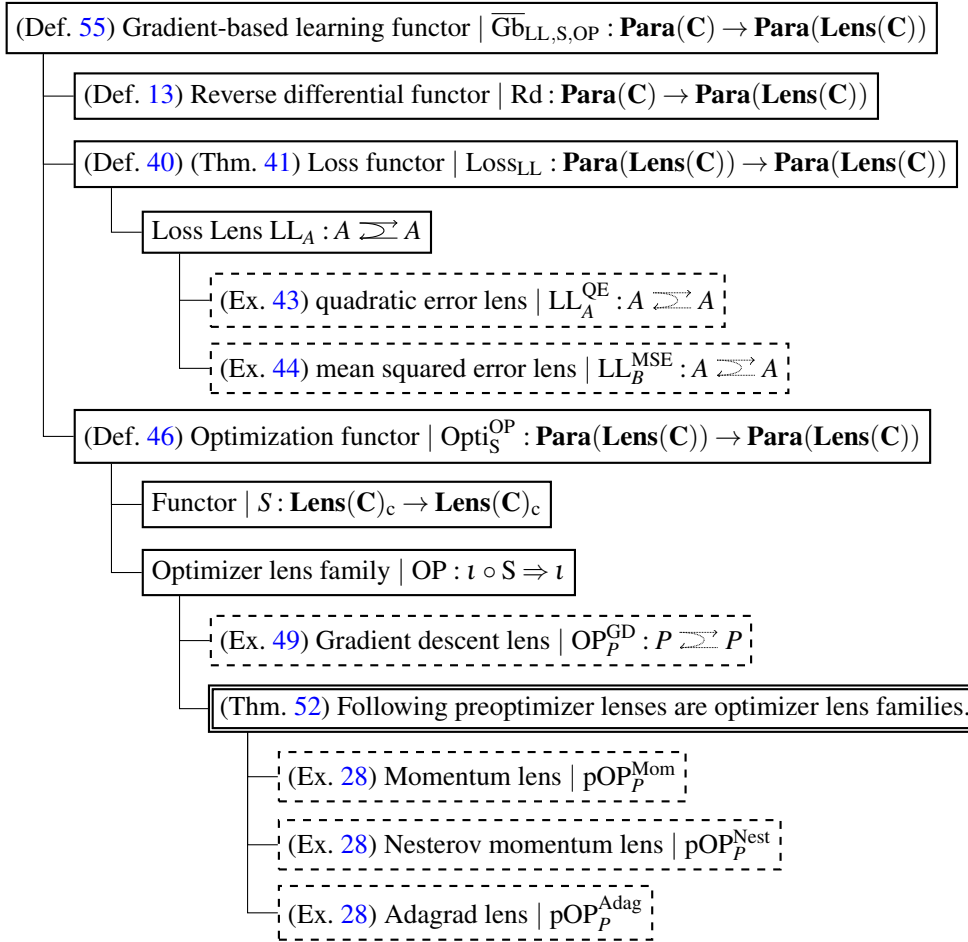 (Def. 55) Gradient-based learning functor | G̅b̅_LL,S,OP : Para(C) → Para(Lens(C))
(Def. 13) Reverse differential functor | Rd : Para(C) → Para(Lens(C))
(Def. 40) (Thm. 41) Loss functor | Loss_LL : Para(Lens(C)) → Para(Lens(C))
Loss Lens LL_A : A ⊃ A
(Ex. 43) quadratic error lens | LL_A^QE : A ⊃ A
(Ex. 44) mean squared error lens | LL_B^MSE : A ⊃ A
(Def. 46) Optimization functor | Opti_S^OP : Para(Lens(C)) → Para(Lens(C))
Functor | S : Lens(C)_c → Lens(C)_c
Optimizer lens family | OP : ι ∘ S ⇒ ι
(Ex. 49) Gradient descent lens | OP_P^GD : P ⊃ P
(Thm. 52) Following preoptimizer lenses are optimizer lens families.
(Ex. 28) Momentum lens | pOP_P^Mom
(Ex. 28) Nesterov momentum lens | pOP_P^Nest
(Ex. 28) Adagrad lens | pOP_P^Adag